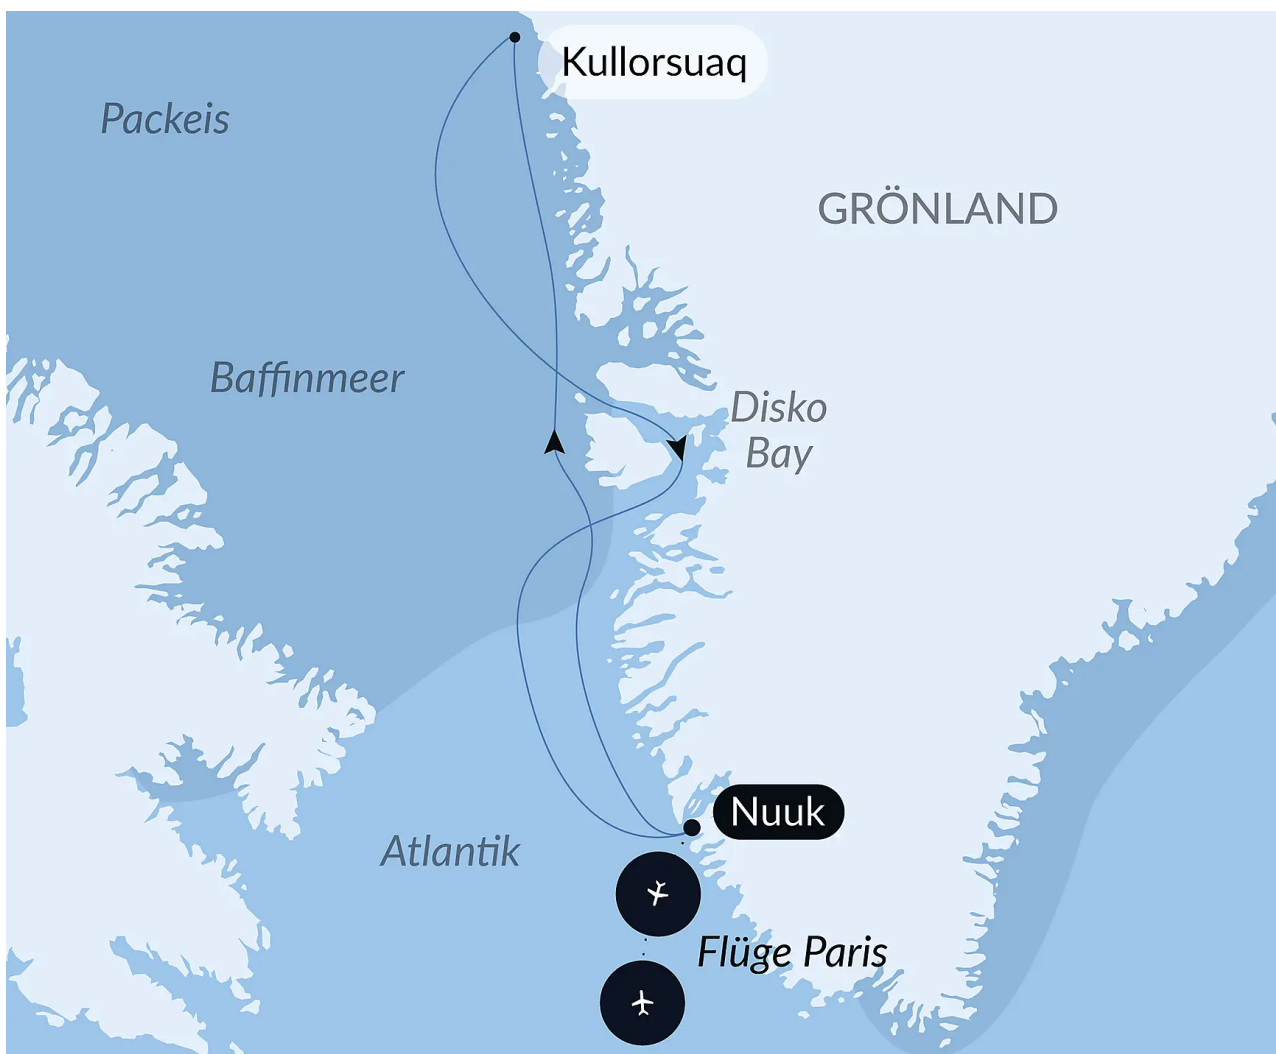 Kullorsuaq
Packeis
GRÖNLAND
Baffinmeer
Disko
Bay
Nuuk
Atlantik
Flüge Paris